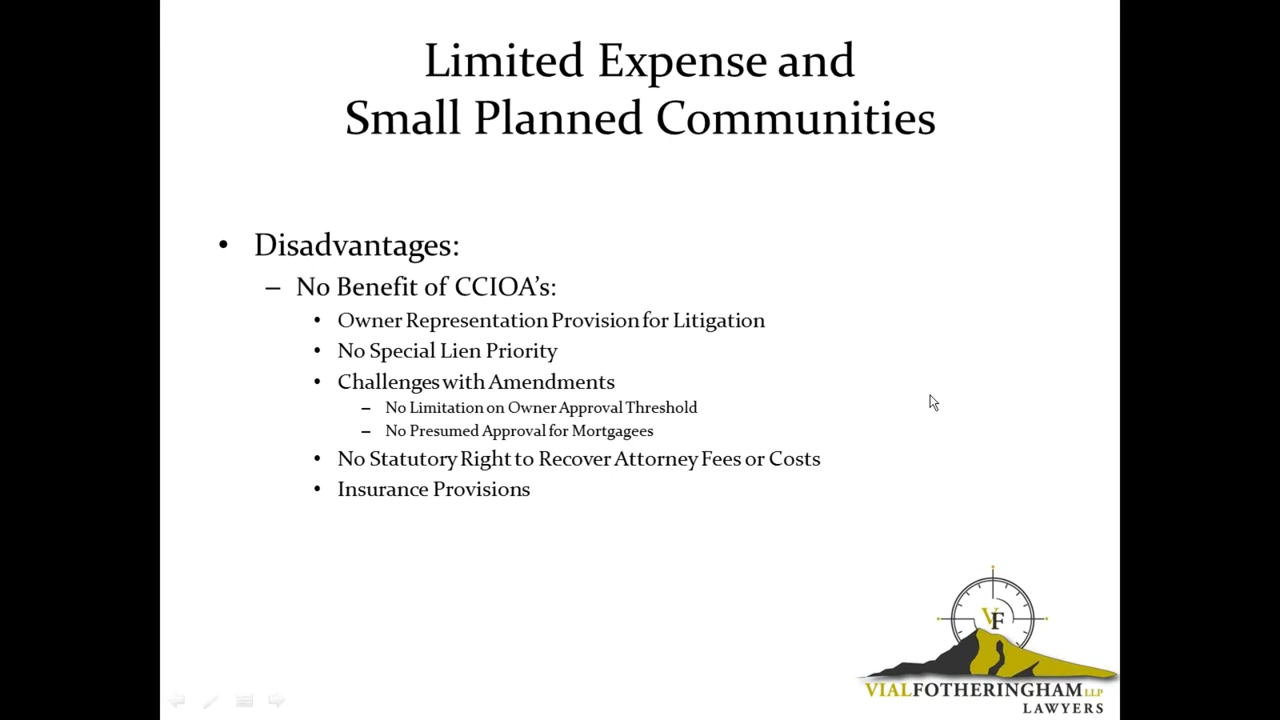 Limited Expense and
Small Planned Communities
• Disadvantages:
– No Benefit of CCIOA's:
• Owner Representation Provision for Litigation
• No Special Lien Priority
• Challenges with Amendments
– No Limitation on Owner Approval Threshold
– No Presumed Approval for Mortgagees
• No Statutory Right to Recover Attorney Fees or Costs
• Insurance Provisions
VF
VIALFOTHERINGHAM LLP
LAWYERS